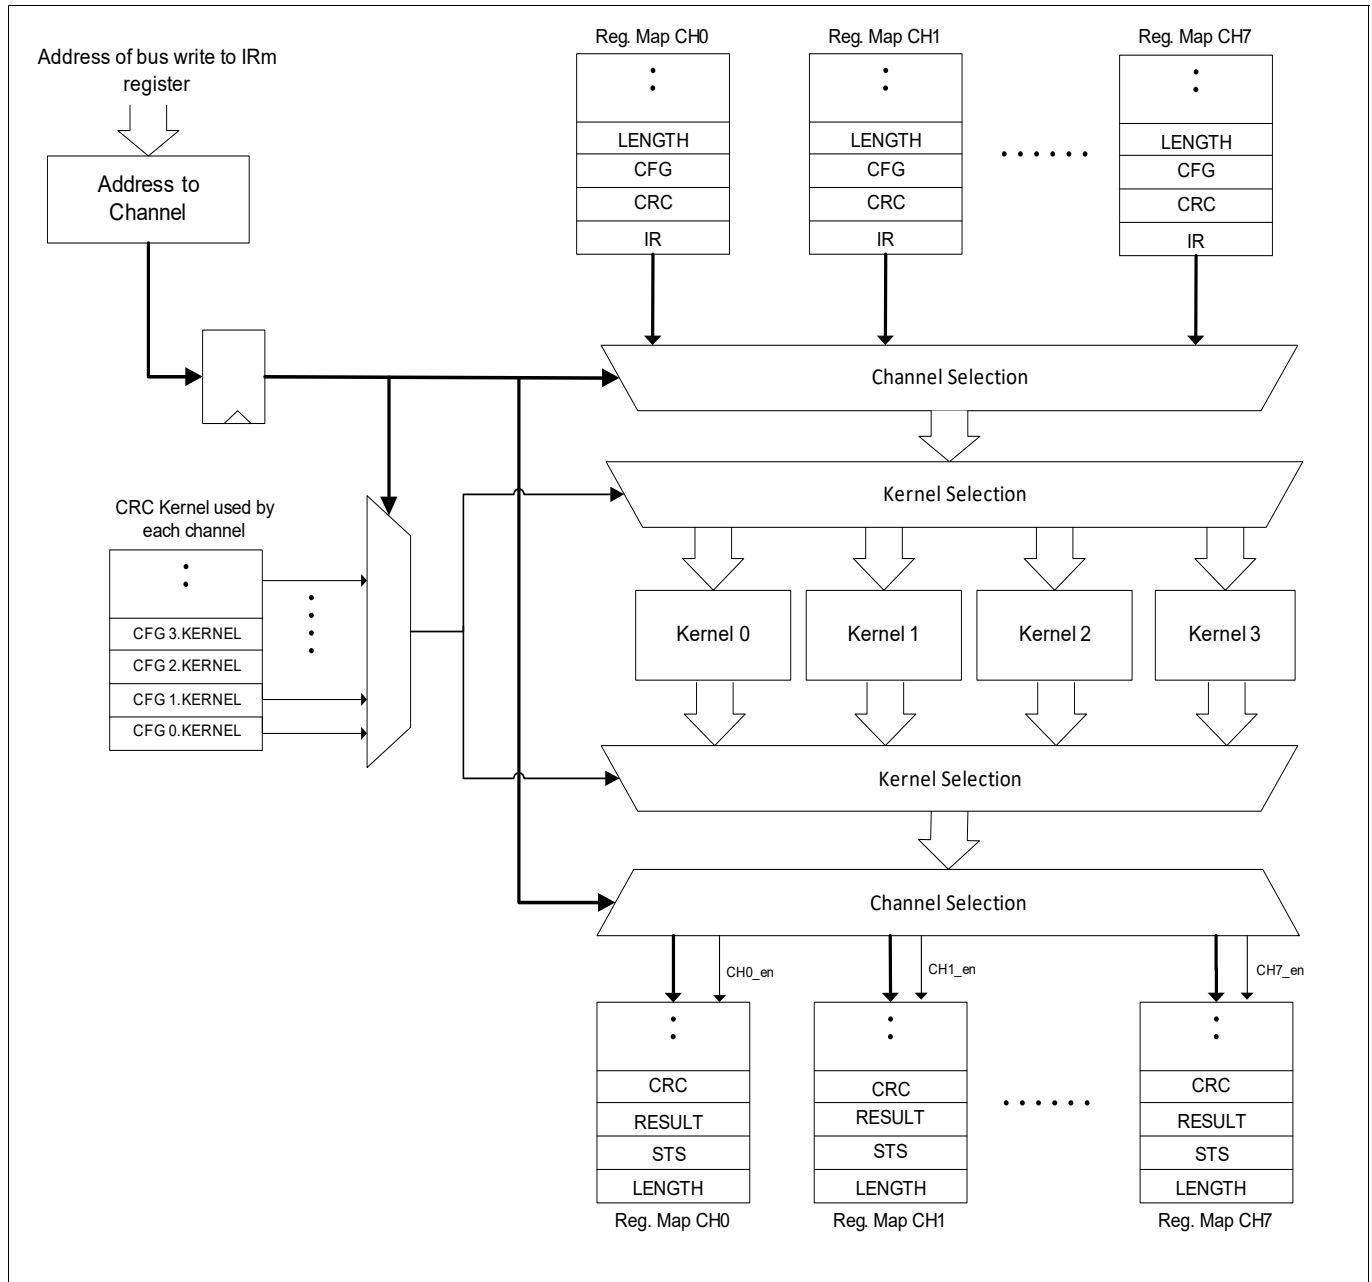 Reg. Map CH0
Reg. Map CH1
Reg. Map CH7
Address of bus write to IRm
register
LENGTH
CFG
CRC
IR
LENGTH
CFG
CRC
IR
LENGTH
CFG
CRC
IR
Address to
Channel
Channel Selection
Kernel Selection
CRC Kernel used by
each channel
CFG 3.KERNEL
CFG 2.KERNEL
CFG 1.KERNEL
CFG 0.KERNEL
Kernel 0
Kernel 1
Kernel 2
Kernel 3
Kernel Selection
Channel Selection
CH0_en
CH1_en
CH7_en
CRC
RESULT
STS
LENGTH
CRC
RESULT
STS
LENGTH
CRC
RESULT
STS
LENGTH
Reg. Map CH0
Reg. Map CH1
Reg. Map CH7